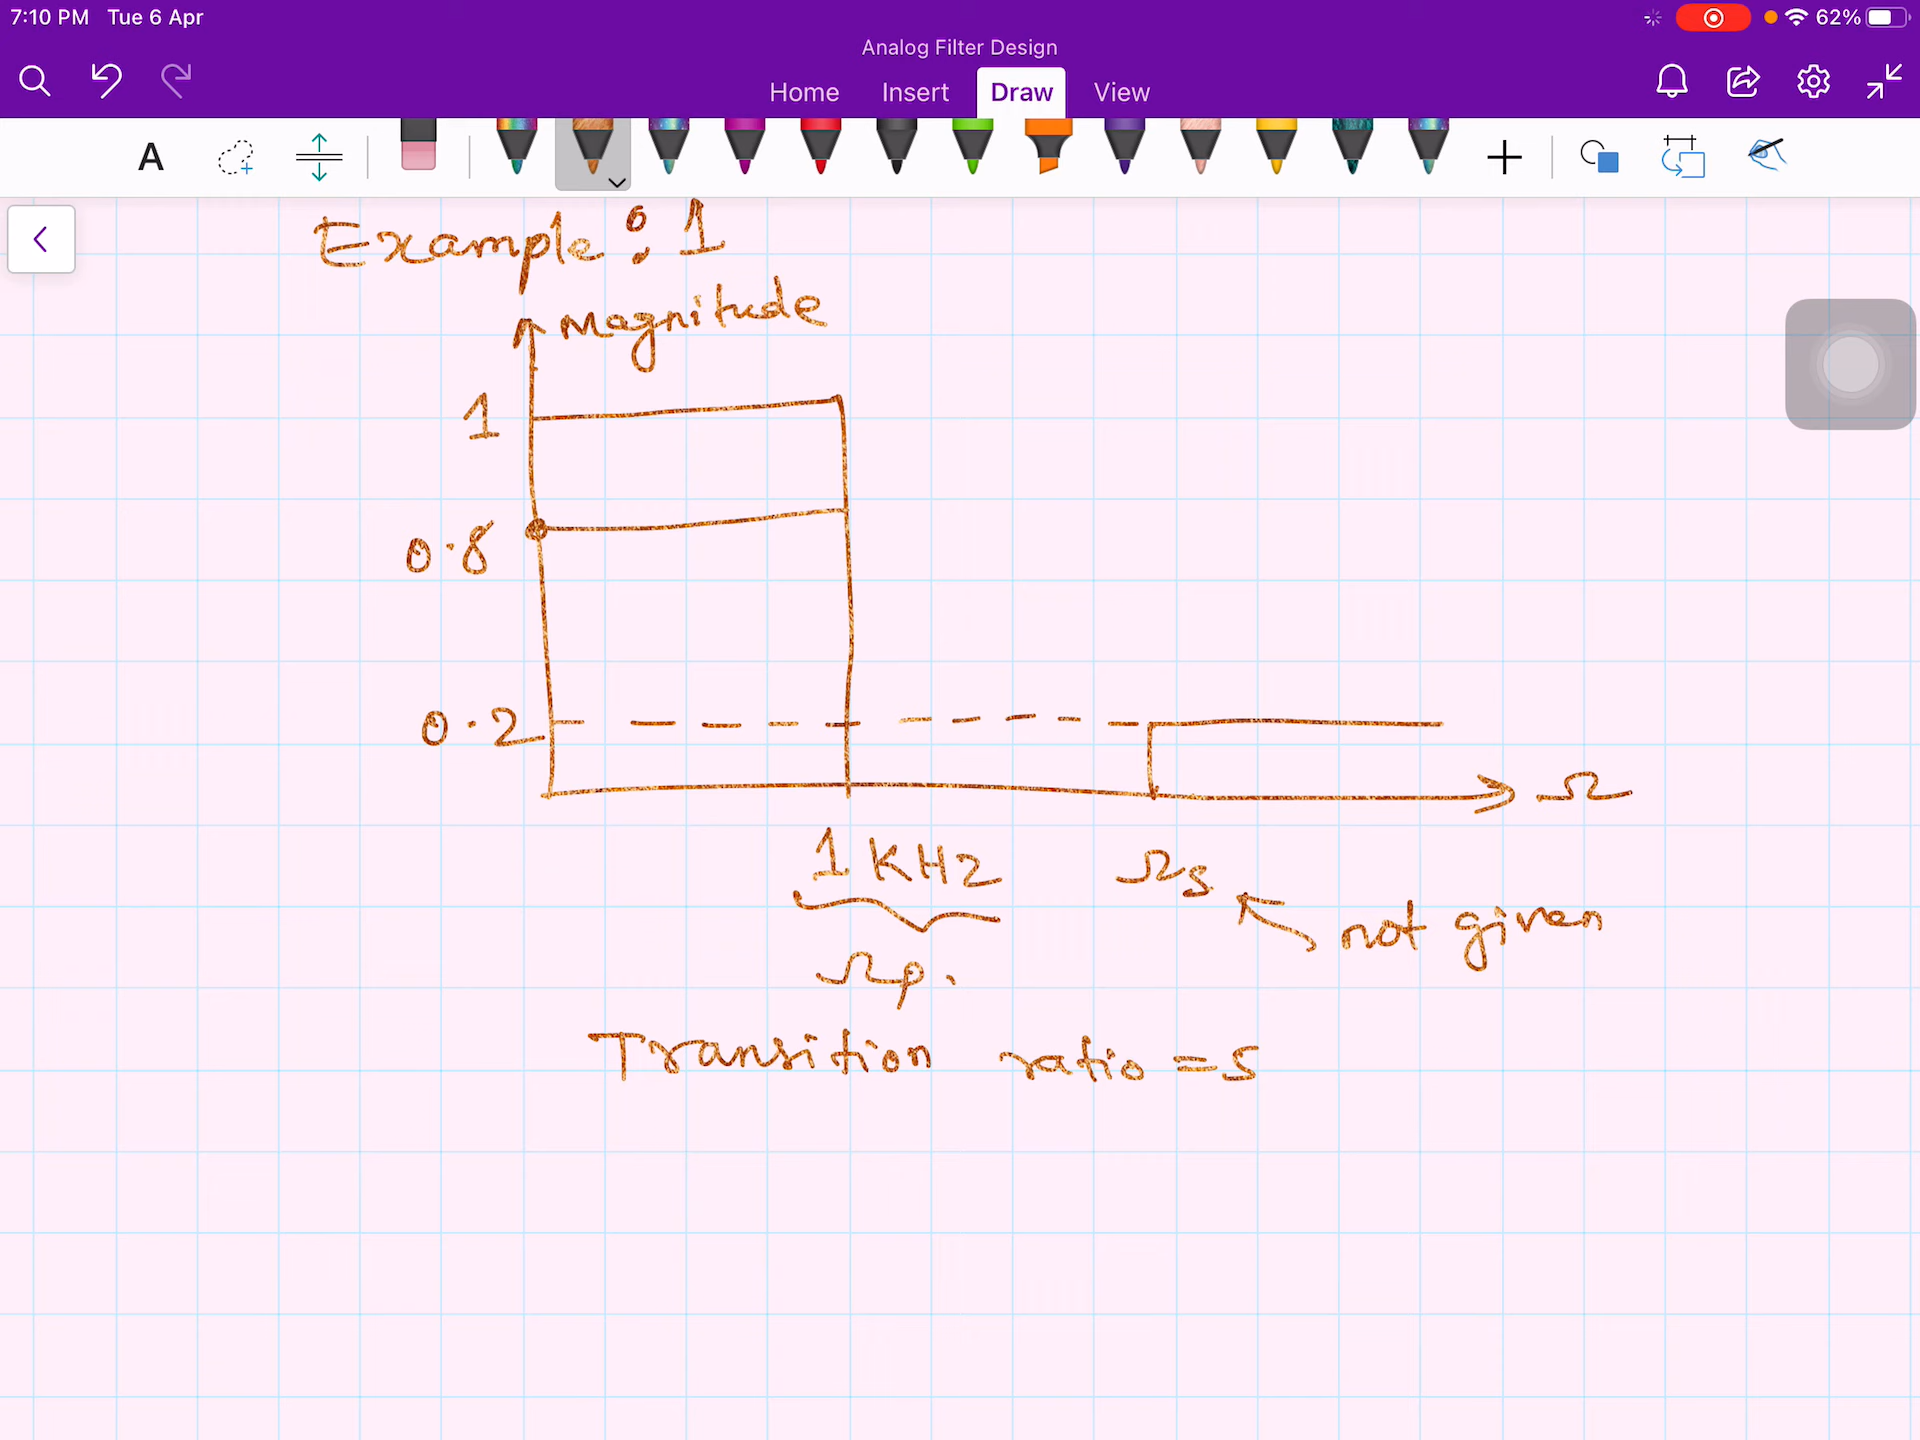 7:10 PM Tue 6 Apr
62%
Analog Filter Design
Home Insert Draw View
A
Example : 1
Magnitude
1
0.8
0.2
Ω
1 KHz
Ωs
not given
Ωp.
Transition ratio = 5